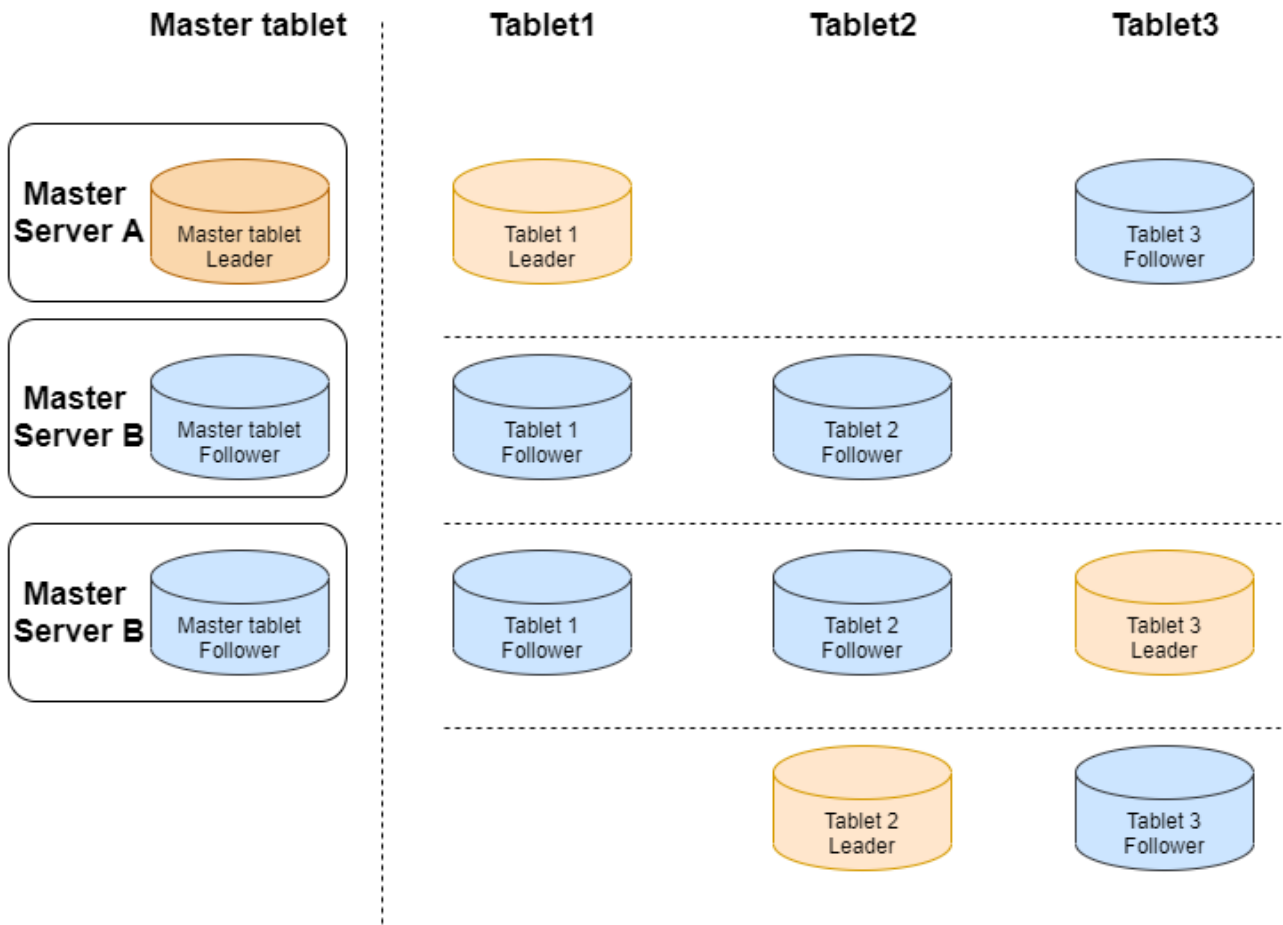 Master tablet
Tablet1
Tablet2
Tablet3
Master
Server A
Master tablet
Leader
Tablet 1
Leader
Tablet 3
Follower
Master
Server B
Master tablet
Follower
Tablet 1
Follower
Tablet 2
Follower
Master
Server B
Master tablet
Follower
Tablet 1
Follower
Tablet 2
Follower
Tablet 3
Leader
Tablet 2
Leader
Tablet 3
Follower